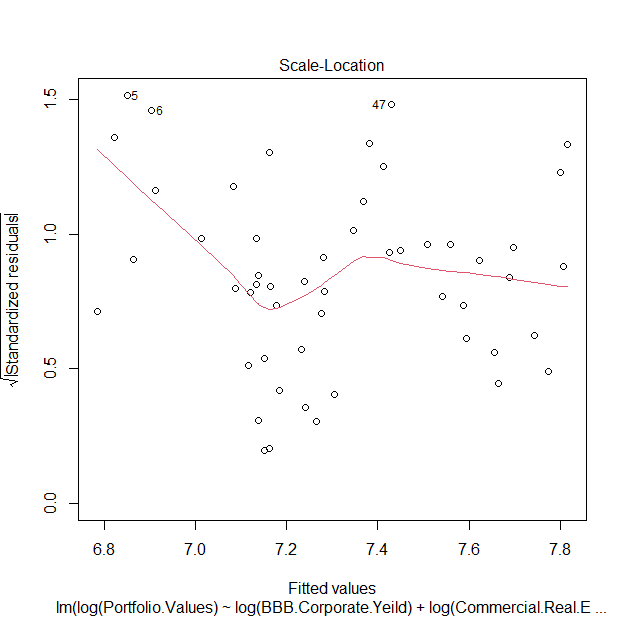 Scale-Location
√|Standardized residuals|
1.5
1.0
0.5
0.0
5
6
47
6.8 7.0 7.2 7.4 7.6 7.8
Fitted values
lm(log(Portfolio.Values) ~ log(BBB.Corporate.Yeild) + log(Commercial.Real.E ...